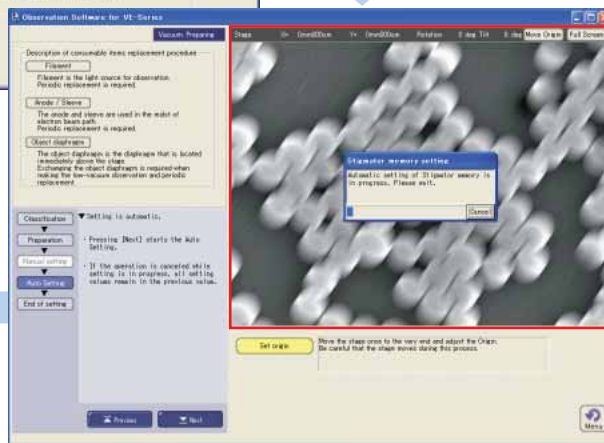 Observation Software for VE-Series
Vacuum Preparing
Stage X= 0mm000um Y= 0mm000um Rotation 0 deg Tilt 0 deg Move Origin Full Screen
Description of consumable items replacement procedure
Filament
Filament is the light source for observation.
Periodic replacement is required.
Anode / Sleeve
The anode and sleeve are used in the midst of
electron beam path.
Periodic replacement is required.
Object diaphragm
The object diaphragm is the diaphragm that is located
immediately above the stage.
Exchanging the object diaphragm is required when
making the low-vacuum observation and periodic
replacement.
Stigmator memory setting
Automatic setting of Stigmator memory is
in progress. Please wait.
Cancel
Classification
Preparation
Manual setting
Auto Setting
End of setting
▼Setting is automatic.
· Pressing [Next] starts the Auto
Setting.
· If the operation is canceled while
setting is in progress, all setting
values remain in the previous value.
Set origin
Move the stage once to the very end and adjust the Origin.
Be careful that the stage moves during this process.
Previous
Next
Menu